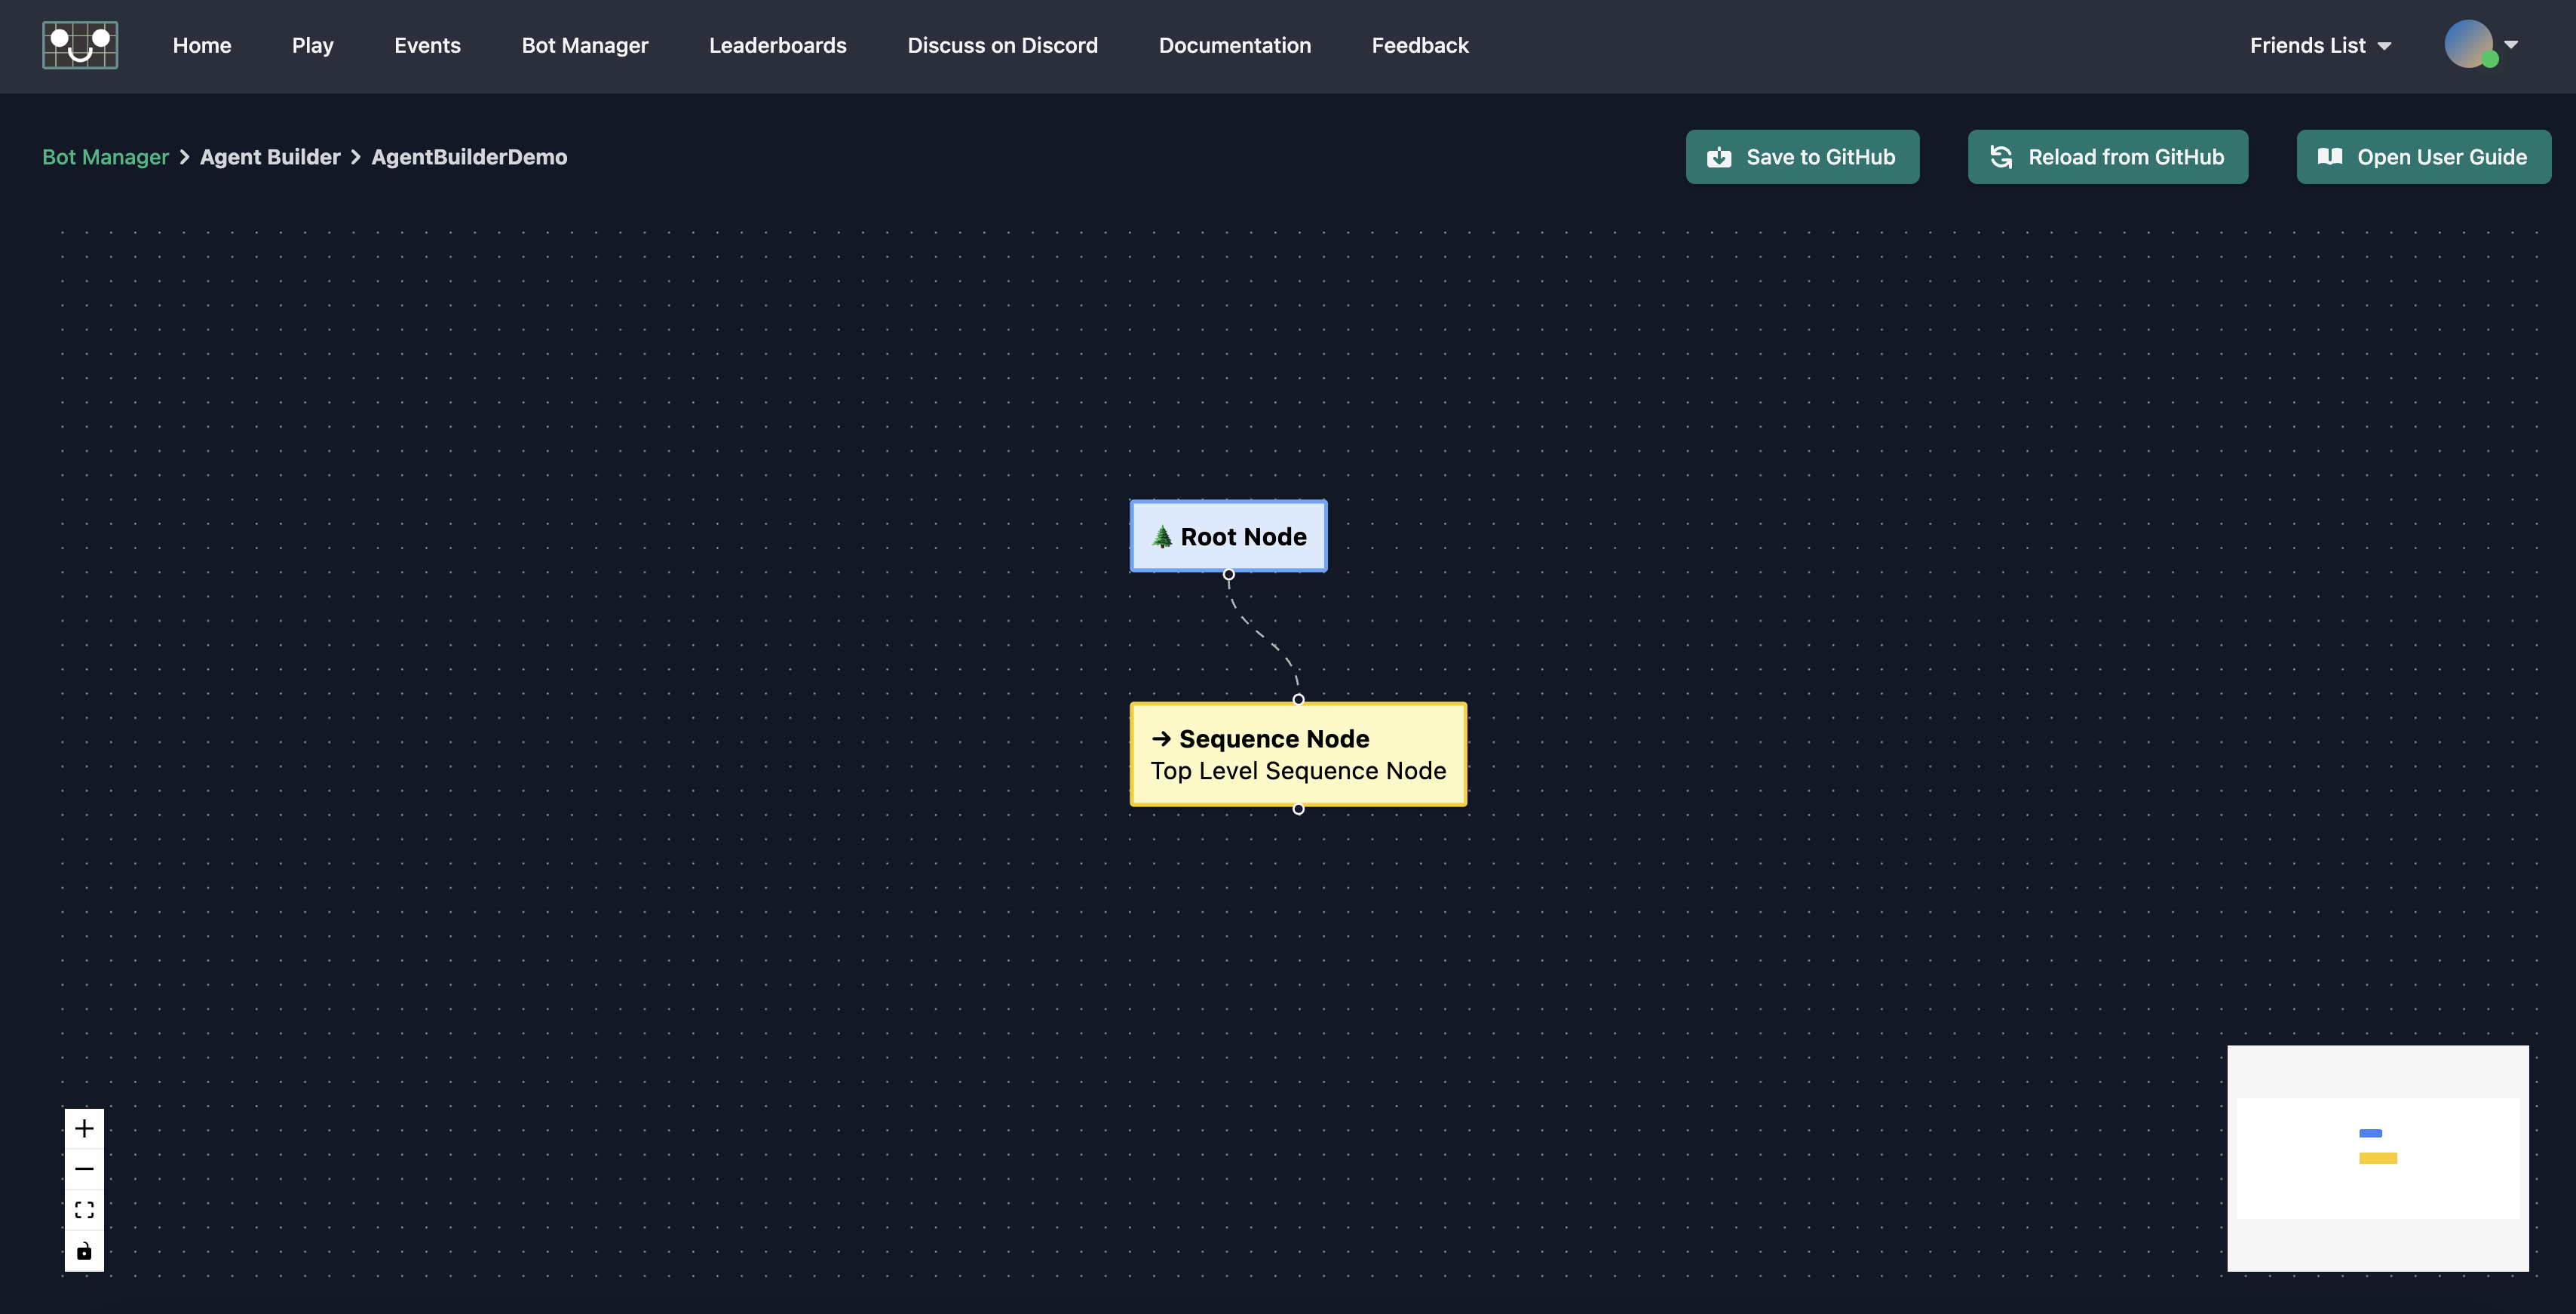 Home Play Events Bot Manager Leaderboards Discuss on Discord Documentation Feedback Friends List
Bot Manager > Agent Builder > AgentBuilderDemo Save to GitHub Reload from GitHub Open User Guide
Root Node
→ Sequence Node
Top Level Sequence Node